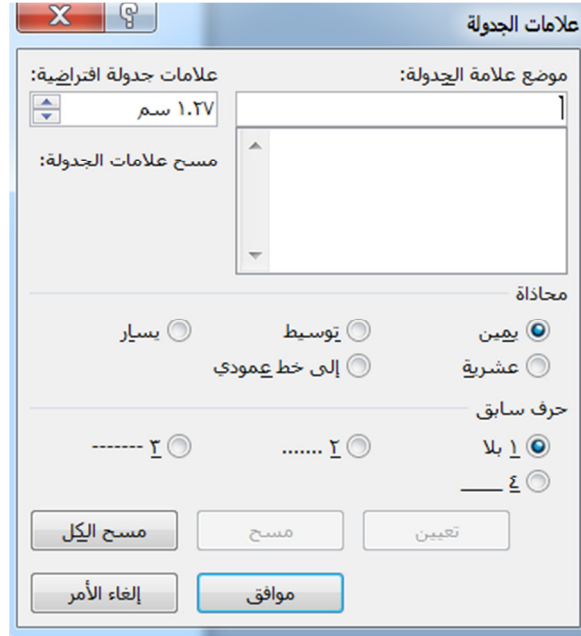 علامات الجدولة
موضع علامة الجدولة: علامات جدولة افتراضية:
١.٢٧ سم
مسح علامات الجدولة:
محاذاة
يمين توسيط يسار
عشرية إلى خط عمودي
حرف سابق
١ بلا ٢ ....... ٣ -------
٤ ____
تعيين مسح مسح الكل
موافق إلغاء الأمر